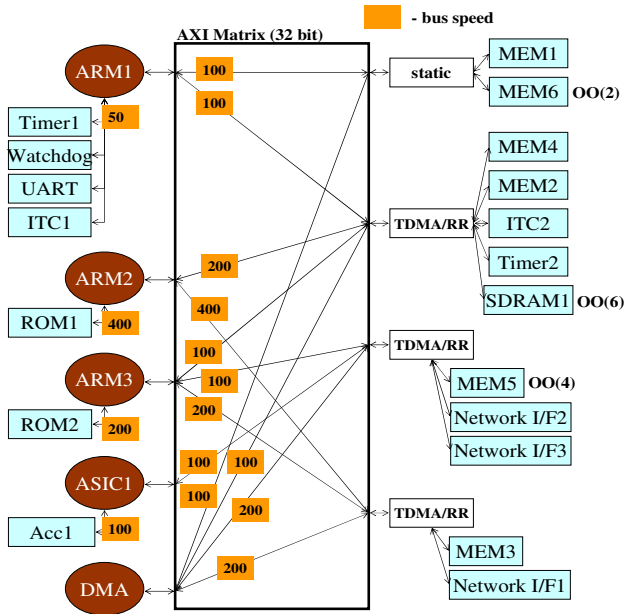 AXI Matrix (32 bit)
- bus speed
ARM1
100
static
MEM1
100
MEM6
OO(2)
50
Timer1
Watchdog
UART
ITC1
MEM4
MEM2
TDMA/RR
ITC2
Timer2
SDRAM1
OO(6)
200
ARM2
400
ROM1
400
100
TDMA/RR
ARM3
100
MEM5
OO(4)
200
Network I/F2
ROM2
200
Network I/F3
100
100
ASIC1
100
200
TDMA/RR
Acc1
100
MEM3
200
Network I/F1
DMA